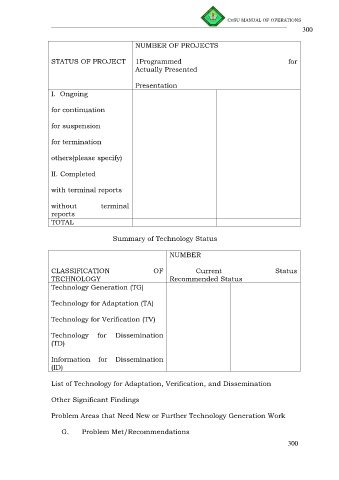 CvSU MANUAL OF OPERATIONS
300
NUMBER OF PROJECTS
STATUS OF PROJECT 1Programmed for
Actually Presented
Presentation
I. Ongoing
for continuation
for suspension
for termination
others(please specify)
II. Completed
with terminal reports
without terminal
reports
TOTAL
Summary of Technology Status
NUMBER
CLASSIFICATION OF Current Status
TECHNOLOGY Recommended Status
Technology Generation (TG)
Technology for Adaptation (TA)
Technology for Verification (TV)
Technology for Dissemination
(TD)
Information for Dissemination
(ID)
List of Technology for Adaptation, Verification, and Dissemination
Other Significant Findings
Problem Areas that Need New or Further Technology Generation Work
G. Problem Met/Recommendations
300